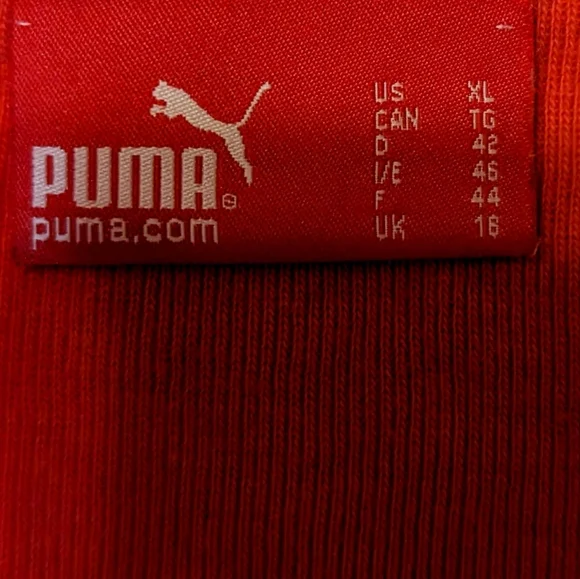 PUMA®
puma.com
US XL
CAN TG
D 42
I/E 46
F 44
UK 16